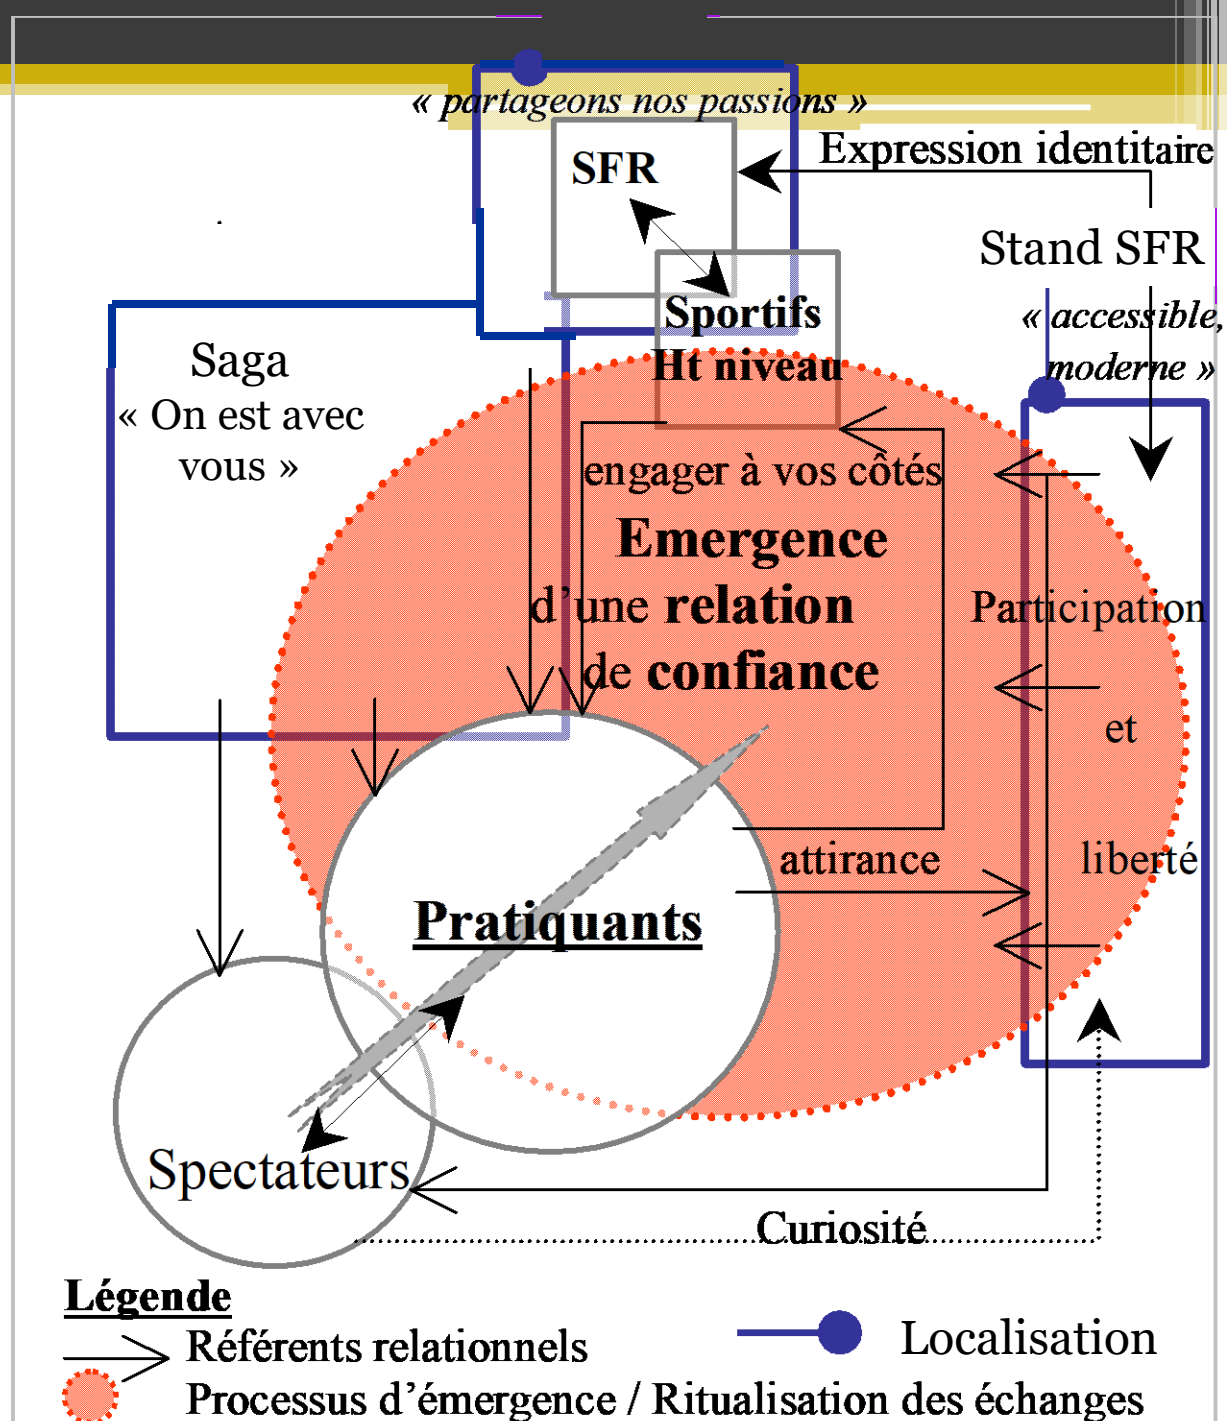 « partageons nos passions »
Expression identitaire
SFR
Stand SFR
« accessible,
moderne »
Sportifs
Ht niveau
Saga
« On est avec
vous »
engager à vos côtés
Emergence
d’une relation
de confiance
Participation
et
liberté
attirance
Pratiquants
Spectateurs
Curiosité
Légende
Référents relationnels
Localisation
Processus d’émergence / Ritualisation des échanges